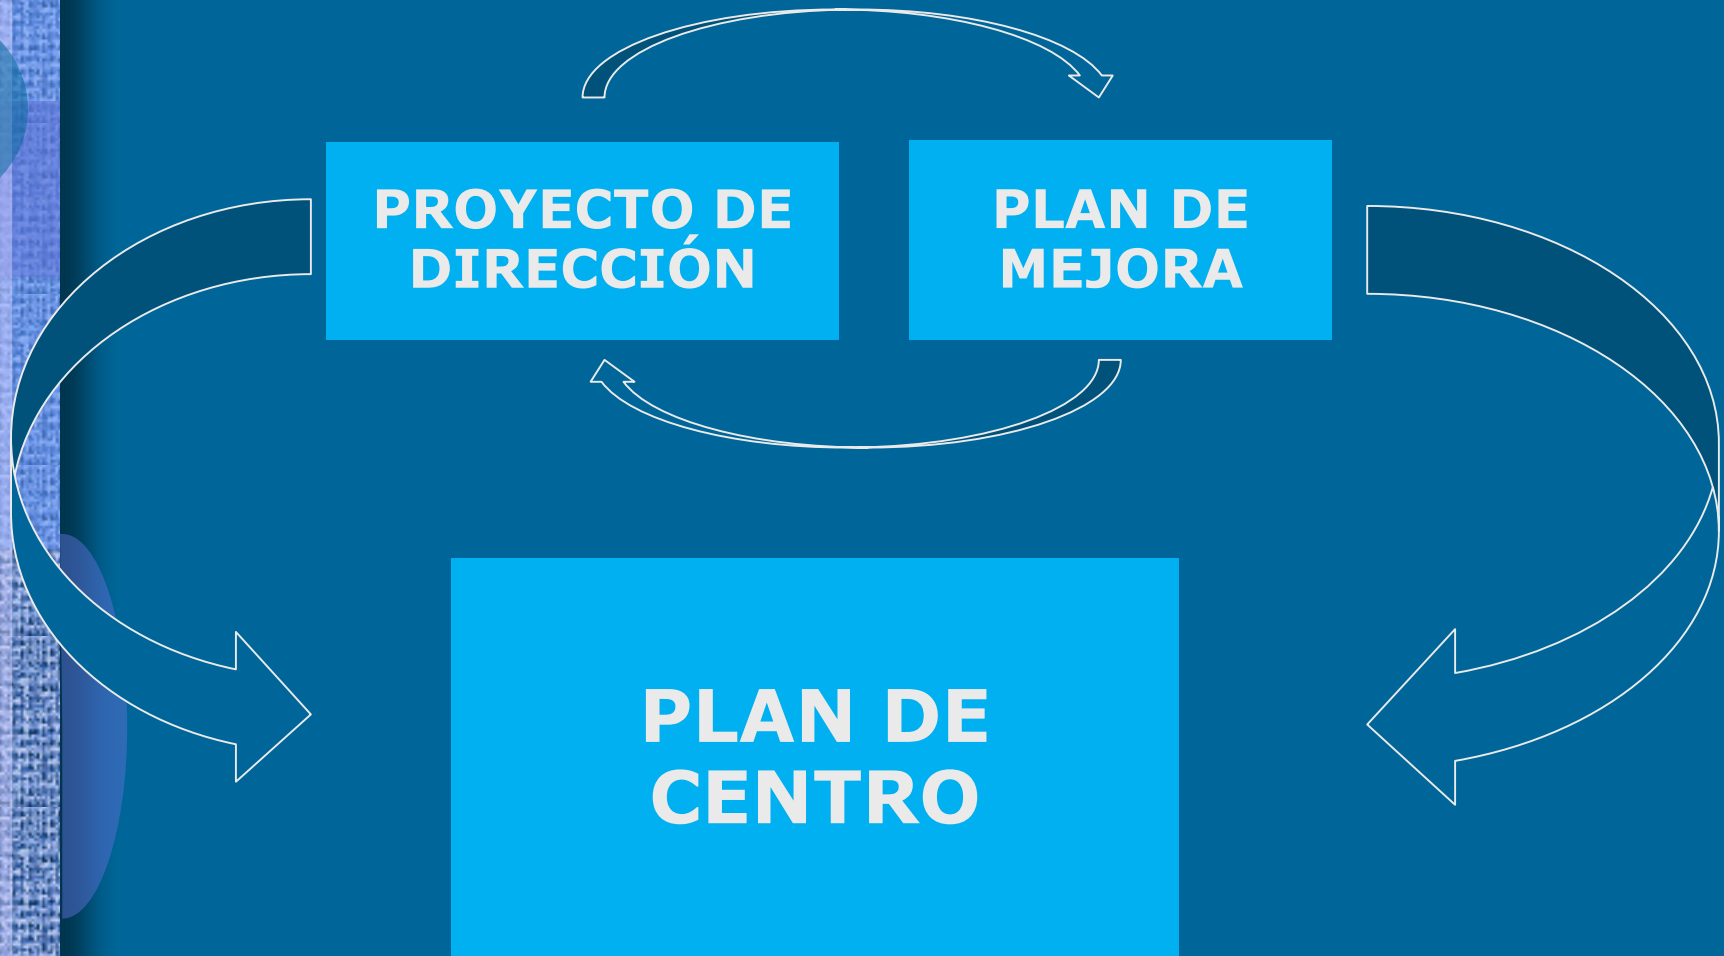 PROYECTO DE
DIRECCIÓN
PLAN DE
MEJORA
PLAN DE
CENTRO